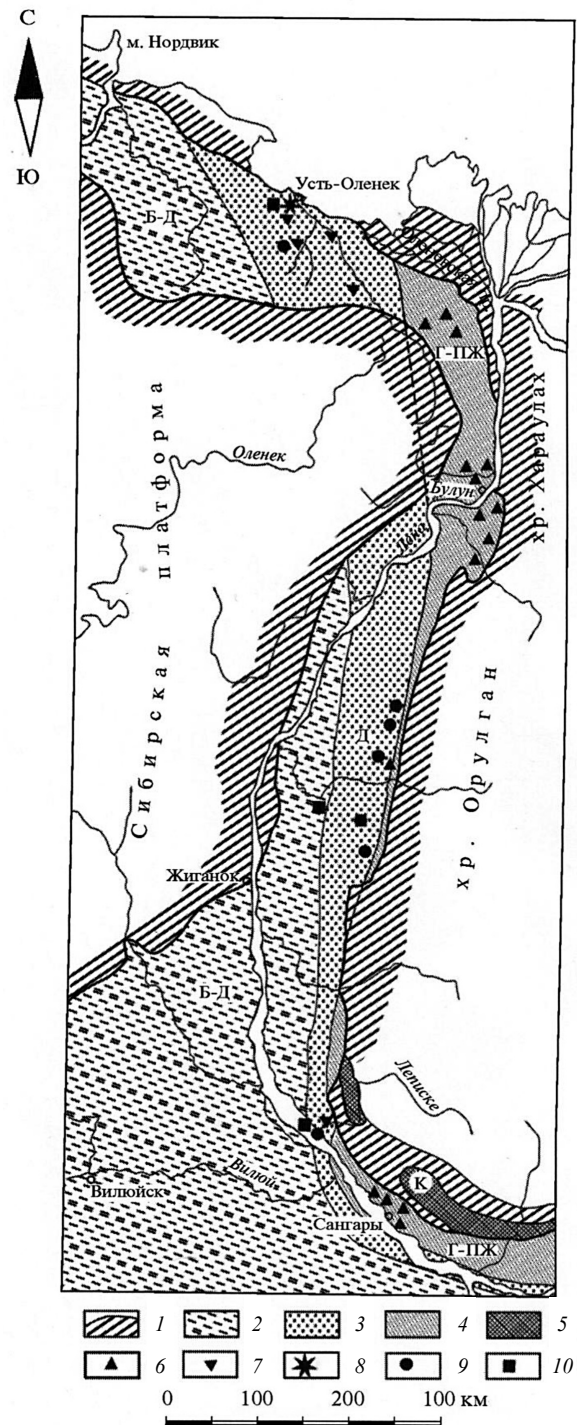 С
м. Нордвик
Ю
Усть-Оленек
Б-Д
Г-ПЖ
хр. Хараулах
Сибирская платформа
Оленек
Булун
Лена
хр. Орулган
Д
Жиганск
Б-Д
Леписке
К
Вилюй
Вилюйск
Сангары
Г-ПЖ
1 2 3 4 5
6 7 8 9 10
0 100 200 100 км